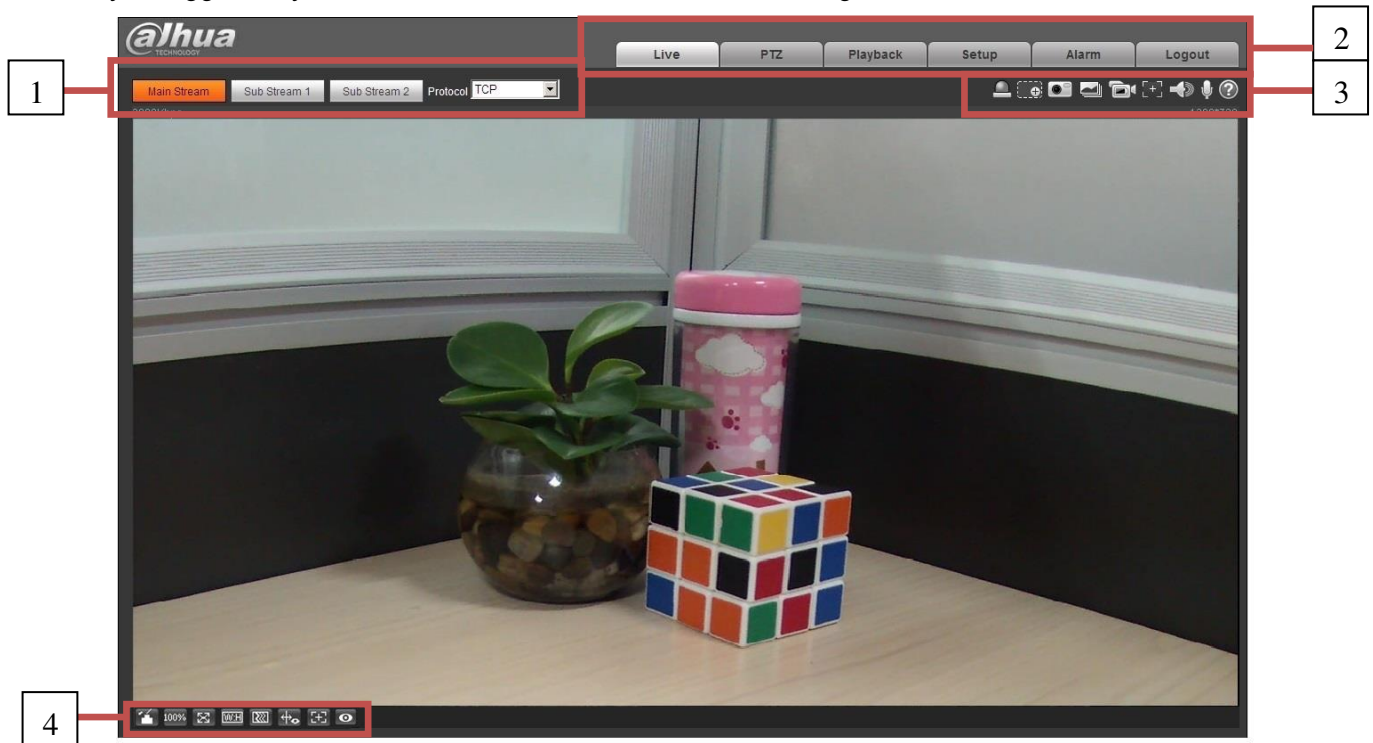 alhua
TECHNOLOGY
Live PTZ Playback Setup Alarm Logout
2
1
Main Stream Sub Stream 1 Sub Stream 2 Protocol TCP
3
100% W:H
4